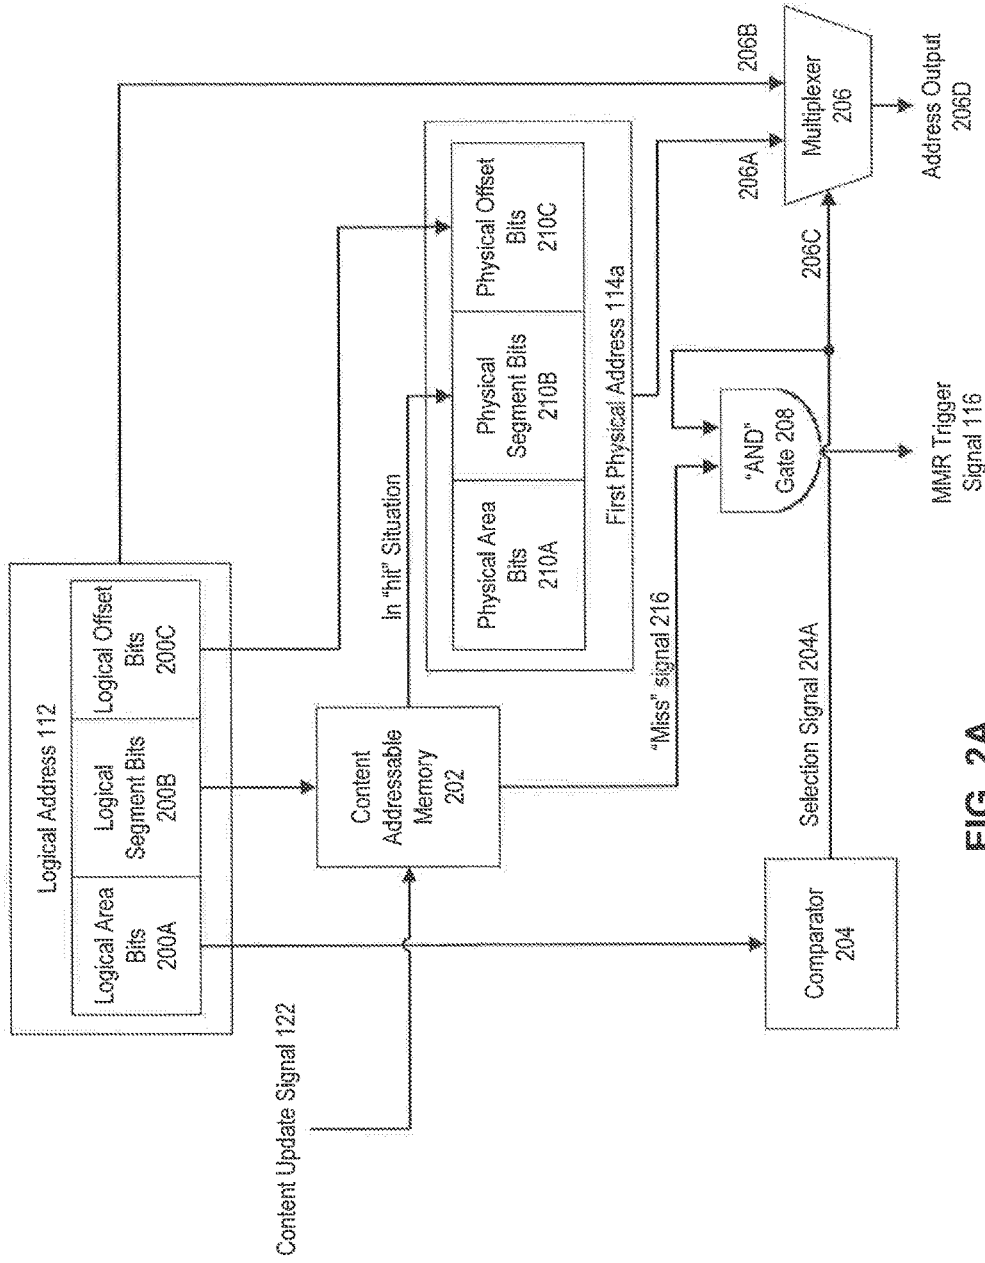 Logical Address 112
Logical Area
Bits
200A
Logical
Segment Bits
200B
Logical Offset
Bits
200C
Content Update Signal 122
Content
Addressable
Memory
202
In "hit" Situation
Physical Area
Bits
210A
Physical
Segment Bits
210B
Physical Offset
Bits
210C
First Physical Address 114a
"Miss" signal 216
Comparator
204
Selection Signal 204A
"AND"
Gate 208
206A
206B
206C
Multiplexer
206
MMR Trigger
Signal 116
Address Output
206D
FIG. 2A